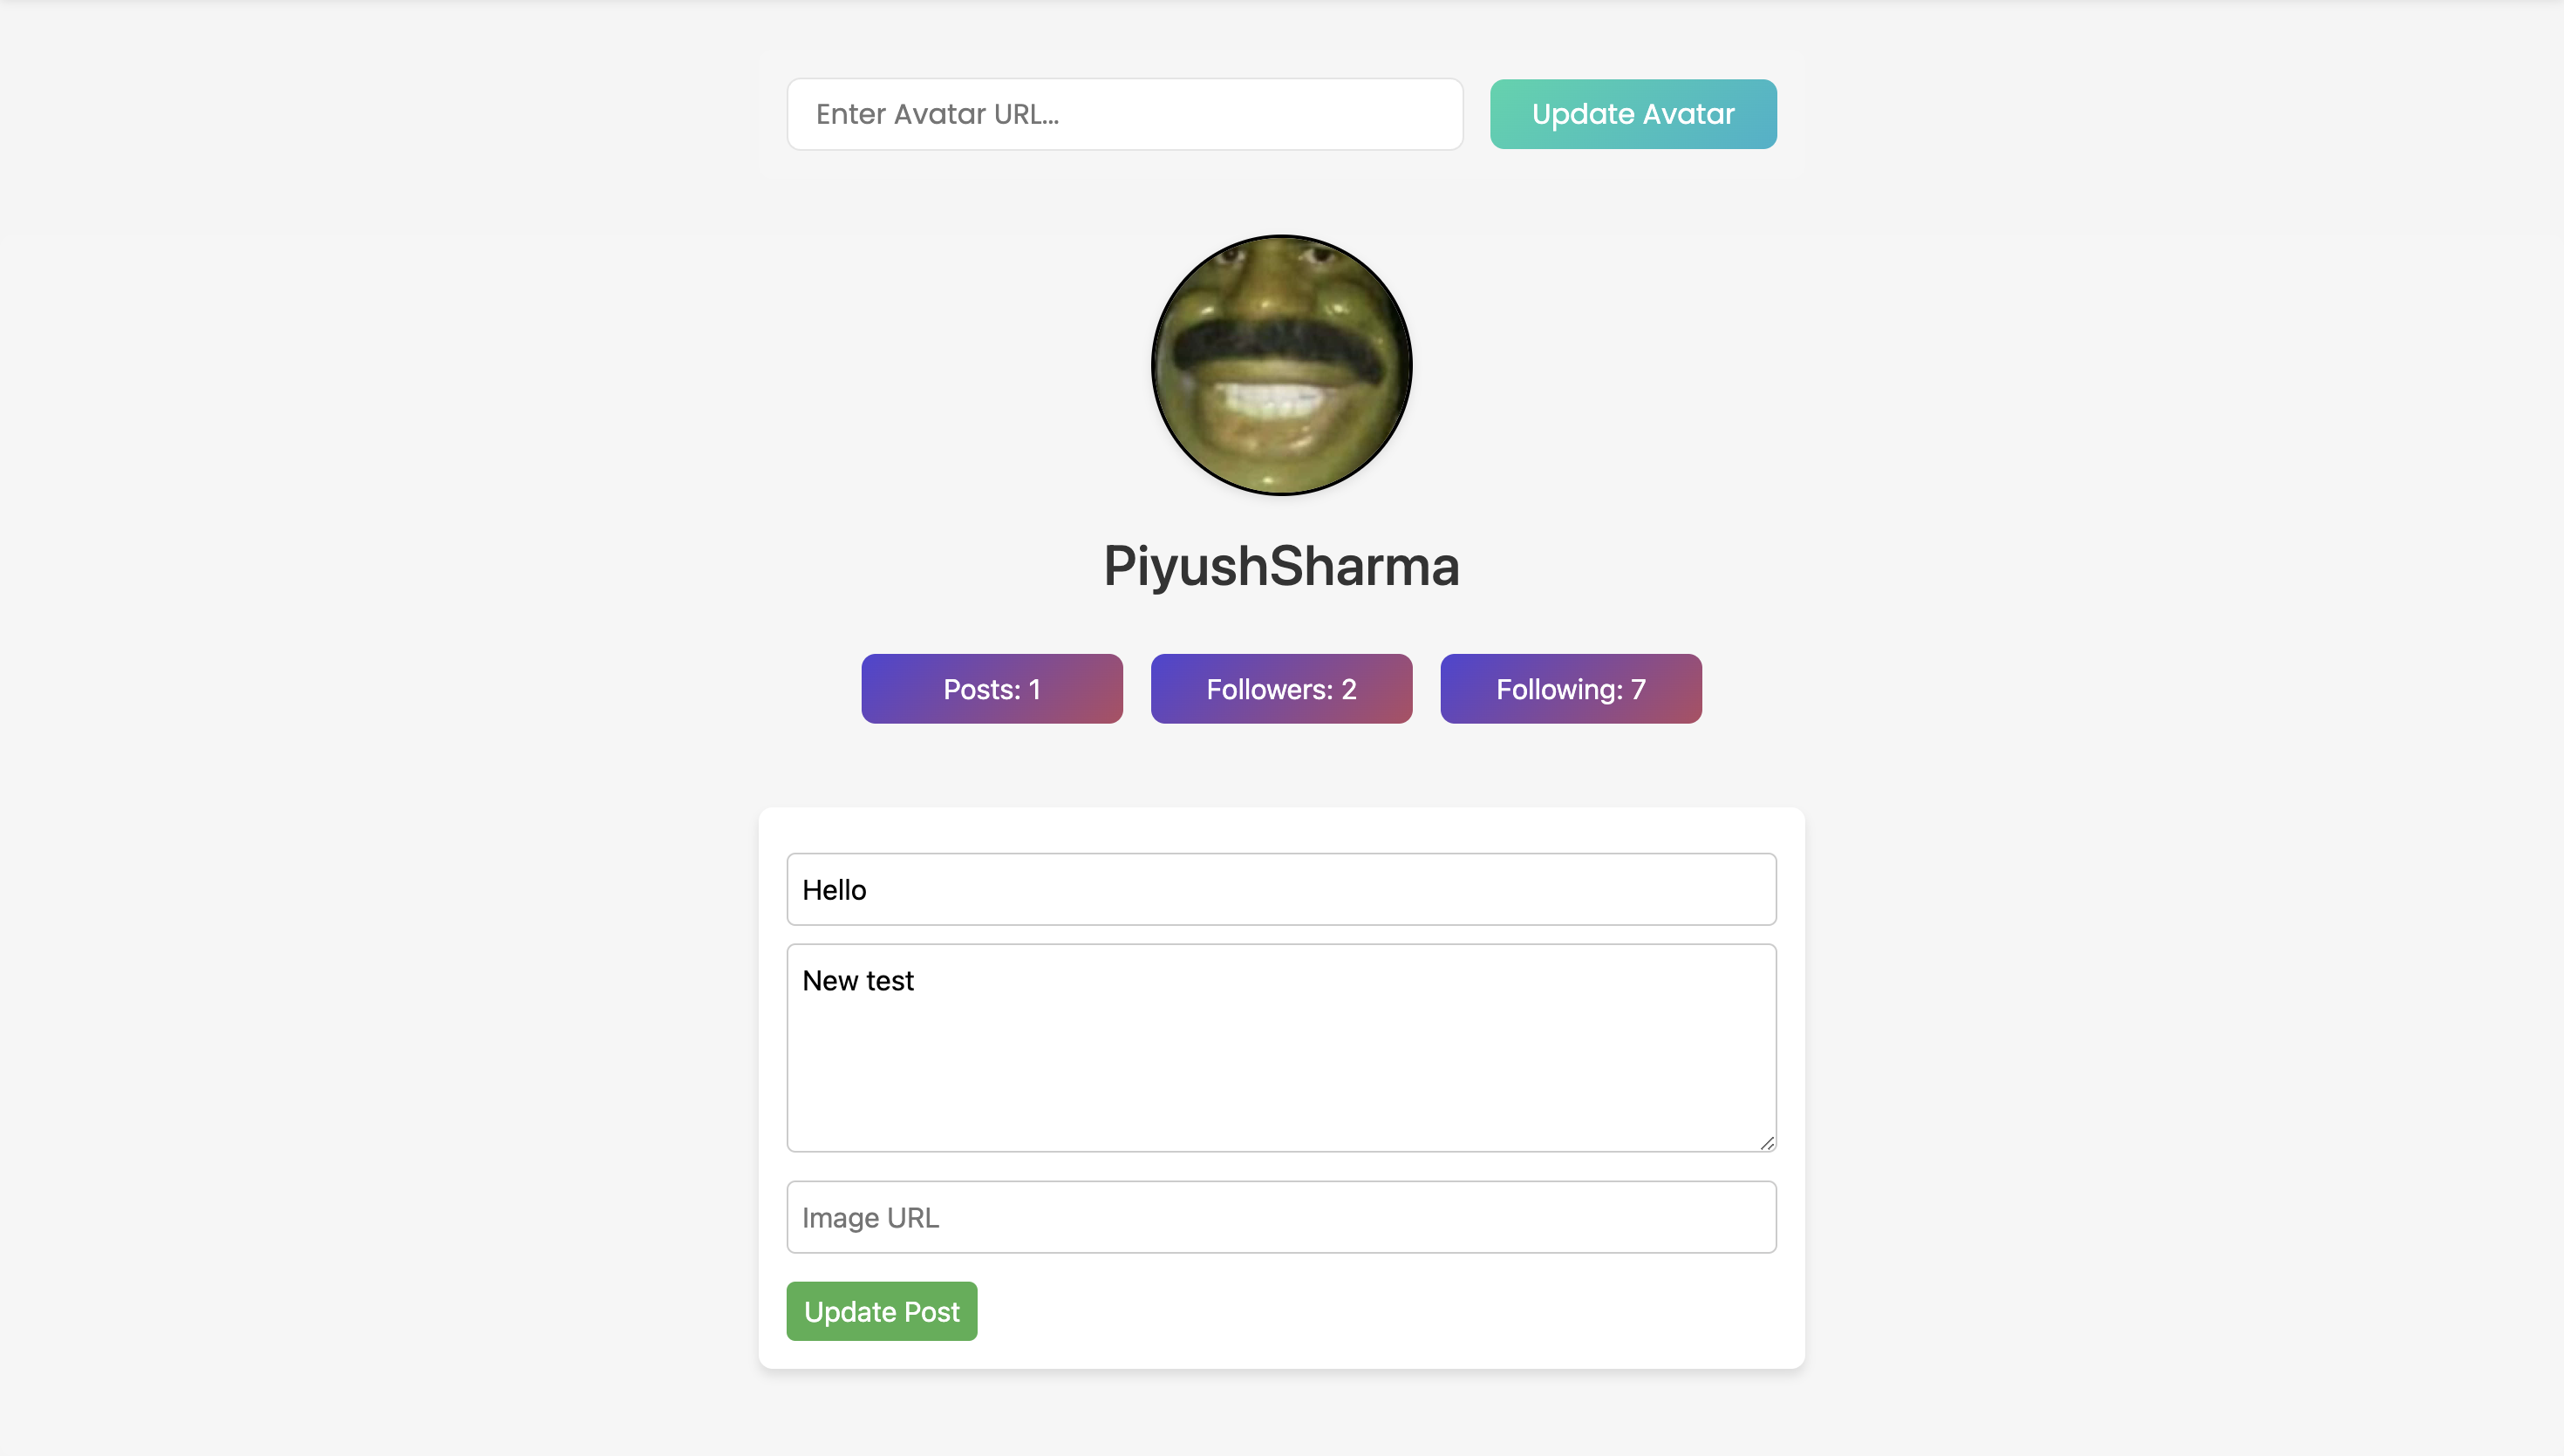 Enter Avatar URL...
Update Avatar
PiyushSharma
Posts: 1
Followers: 2
Following: 7
Hello
New test
Image URL
Update Post